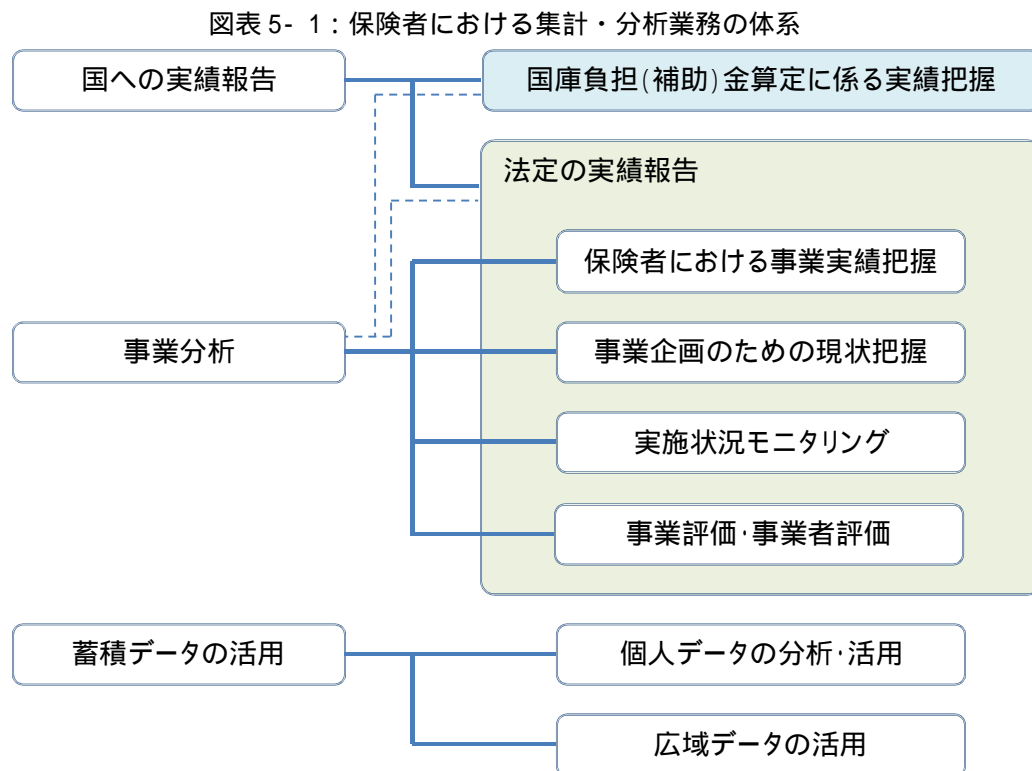 図表 5- 1:保険者における集計・分析業務の体系
国への実績報告
国庫負担(補助)金算定に係る実績把握
法定の実績報告
保険者における事業実績把握
事業分析
事業企画のための現状把握
実施状況モニタリング
事業評価・事業者評価
蓄積データの活用
個人データの分析・活用
広域データの活用